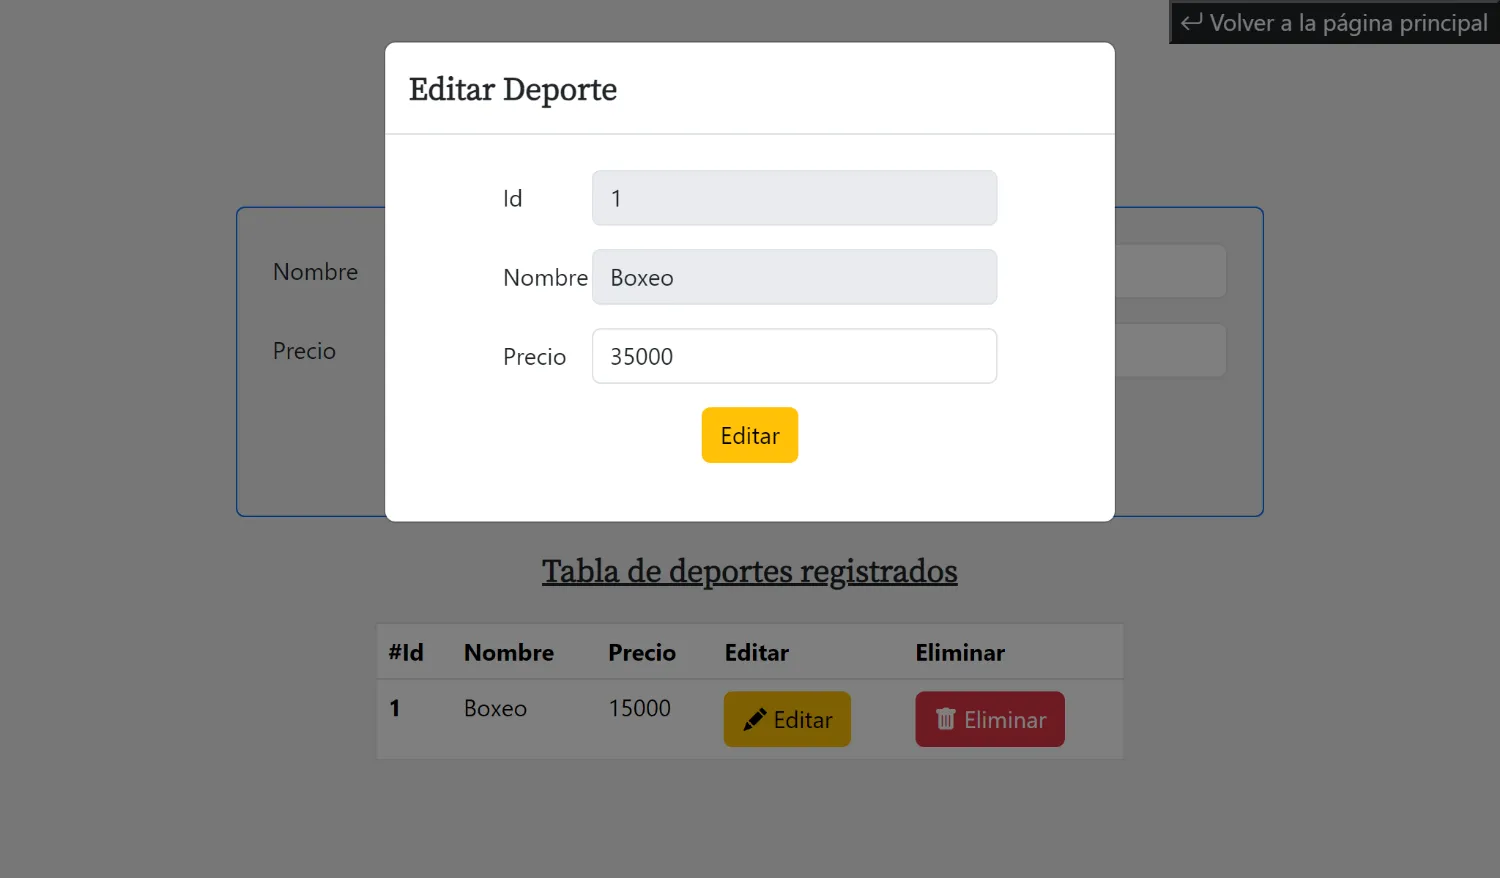 Volver a la página principal
Editar Deporte
Id 1
Nombre Boxeo
Precio 35000
Editar
Nombre
Precio
Tabla de deportes registrados
#Id Nombre Precio Editar Eliminar
1 Boxeo 15000 Editar Eliminar